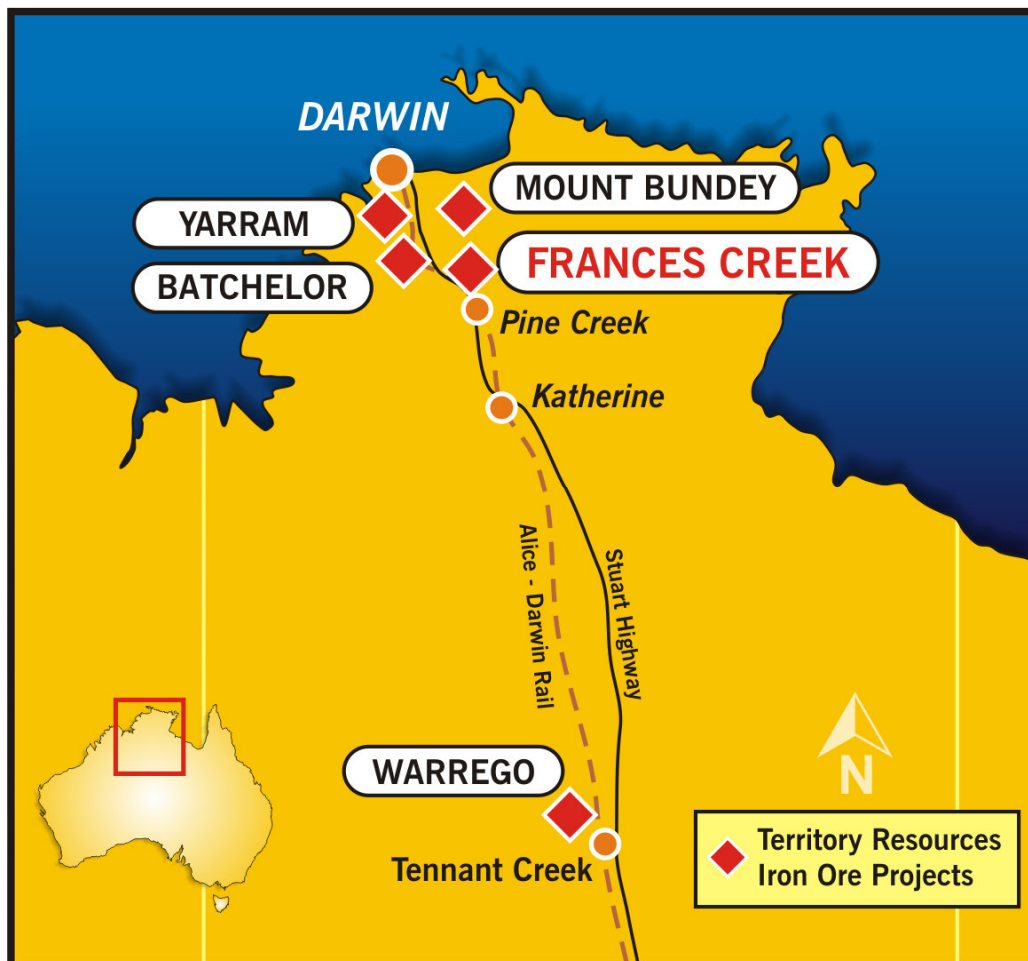 DARWIN
MOUNT BUNDEY
YARRAM
FRANCES CREEK
BATCHELOR
Pine Creek
Katherine
Alice - Darwin Rail
Stuart Highway
WARREGO
N
Tennant Creek
Territory Resources
Iron Ore Projects